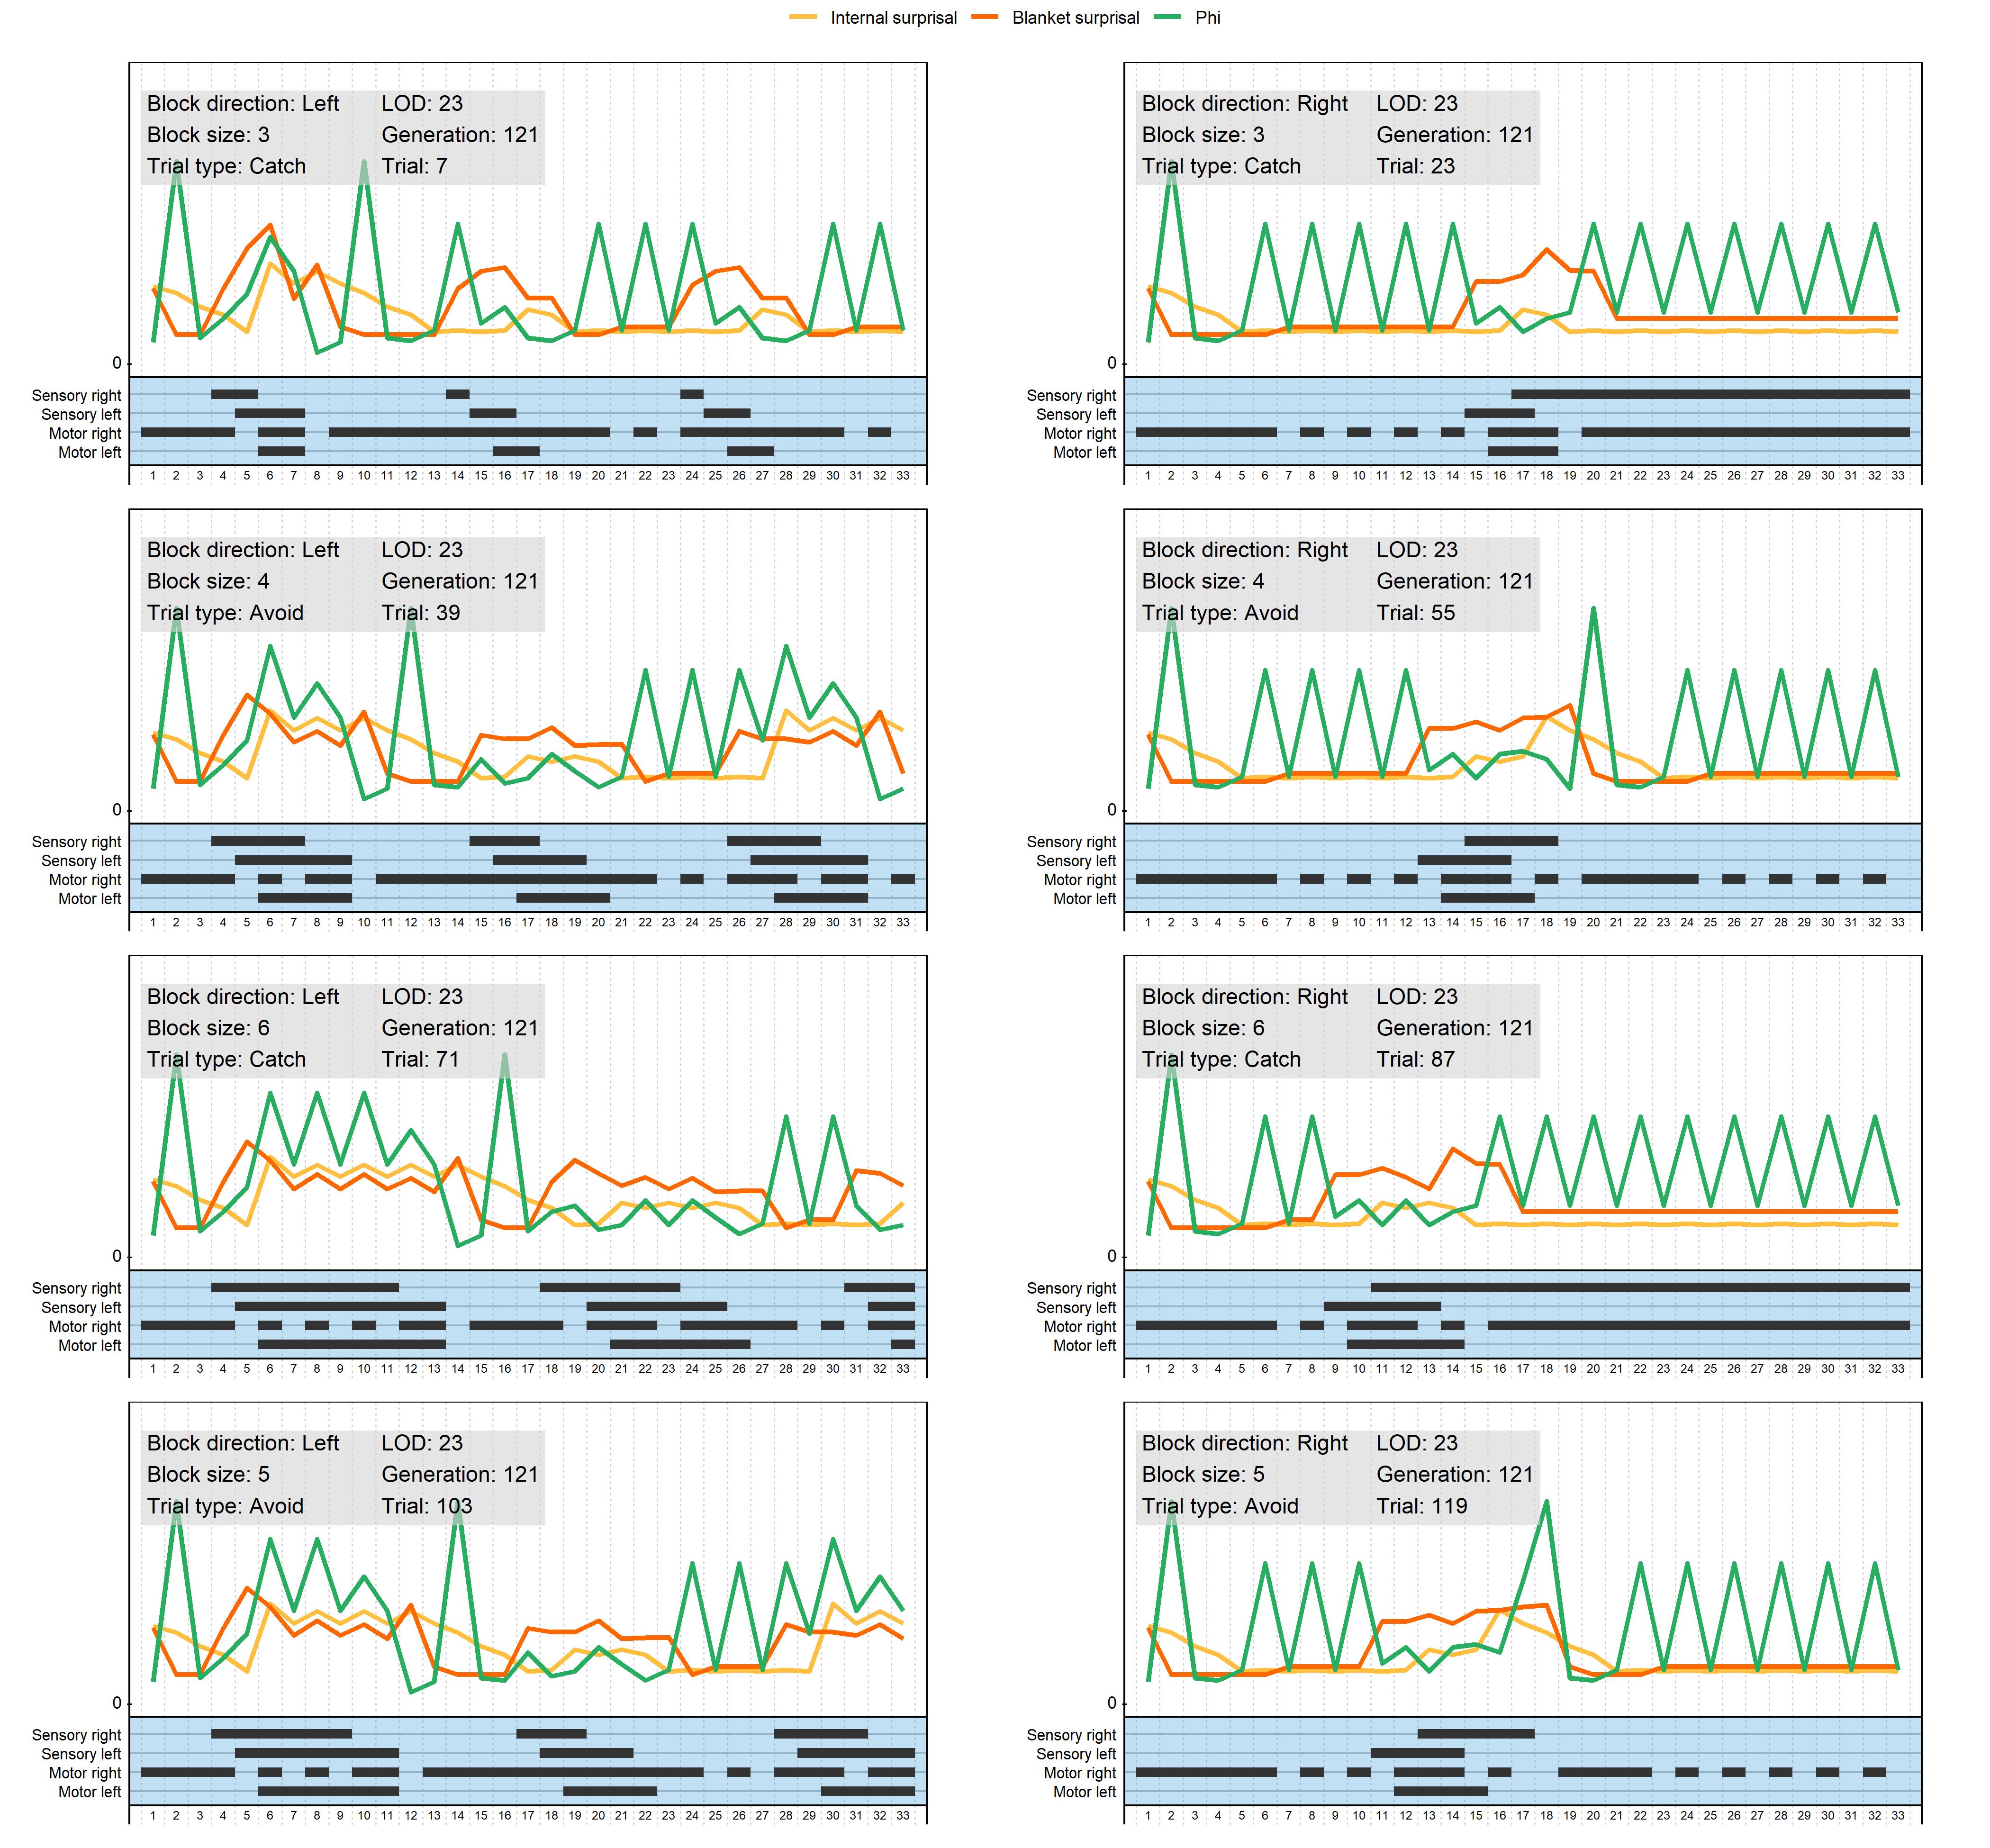 Internal surprisal Blanket surprisal Phi
Block direction: Left LOD: 23
Block size: 3 Generation: 121
Trial type: Catch Trial: 7
0
Sensory right
Sensory left
Motor right
Motor left
1 2 3 4 5 6 7 8 9 10 11 12 13 14 15 16 17 18 19 20 21 22 23 24 25 26 27 28 29 30 31 32 33
Block direction: Right LOD: 23
Block size: 3 Generation: 121
Trial type: Catch Trial: 23
0
Sensory right
Sensory left
Motor right
Motor left
1 2 3 4 5 6 7 8 9 10 11 12 13 14 15 16 17 18 19 20 21 22 23 24 25 26 27 28 29 30 31 32 33
Block direction: Left LOD: 23
Block size: 4 Generation: 121
Trial type: Avoid Trial: 39
0
Sensory right
Sensory left
Motor right
Motor left
1 2 3 4 5 6 7 8 9 10 11 12 13 14 15 16 17 18 19 20 21 22 23 24 25 26 27 28 29 30 31 32 33
Block direction: Right LOD: 23
Block size: 4 Generation: 121
Trial type: Avoid Trial: 55
0
Sensory right
Sensory left
Motor right
Motor left
1 2 3 4 5 6 7 8 9 10 11 12 13 14 15 16 17 18 19 20 21 22 23 24 25 26 27 28 29 30 31 32 33
Block direction: Left LOD: 23
Block size: 6 Generation: 121
Trial type: Catch Trial: 71
0
Sensory right
Sensory left
Motor right
Motor left
1 2 3 4 5 6 7 8 9 10 11 12 13 14 15 16 17 18 19 20 21 22 23 24 25 26 27 28 29 30 31 32 33
Block direction: Right LOD: 23
Block size: 6 Generation: 121
Trial type: Catch Trial: 87
0
Sensory right
Sensory left
Motor right
Motor left
1 2 3 4 5 6 7 8 9 10 11 12 13 14 15 16 17 18 19 20 21 22 23 24 25 26 27 28 29 30 31 32 33
Block direction: Left LOD: 23
Block size: 5 Generation: 121
Trial type: Avoid Trial: 103
0
Sensory right
Sensory left
Motor right
Motor left
1 2 3 4 5 6 7 8 9 10 11 12 13 14 15 16 17 18 19 20 21 22 23 24 25 26 27 28 29 30 31 32 33
Block direction: Right LOD: 23
Block size: 5 Generation: 121
Trial type: Avoid Trial: 119
0
Sensory right
Sensory left
Motor right
Motor left
1 2 3 4 5 6 7 8 9 10 11 12 13 14 15 16 17 18 19 20 21 22 23 24 25 26 27 28 29 30 31 32 33